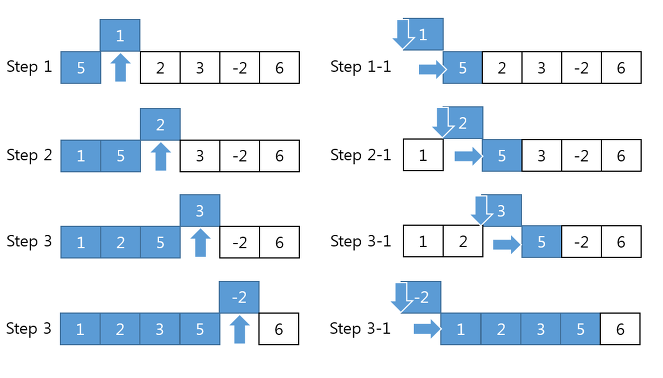 1 1
Step 1 5 2 3 -2 6 Step 1-1 5 2 3 -2 6
2 2
Step 2 1 5 3 -2 6 Step 2-1 1 5 3 -2 6
3 3
Step 3 1 2 5 -2 6 Step 3-1 1 2 5 -2 6
-2 -2
Step 3 1 2 3 5 6 Step 3-1 1 2 3 5 6